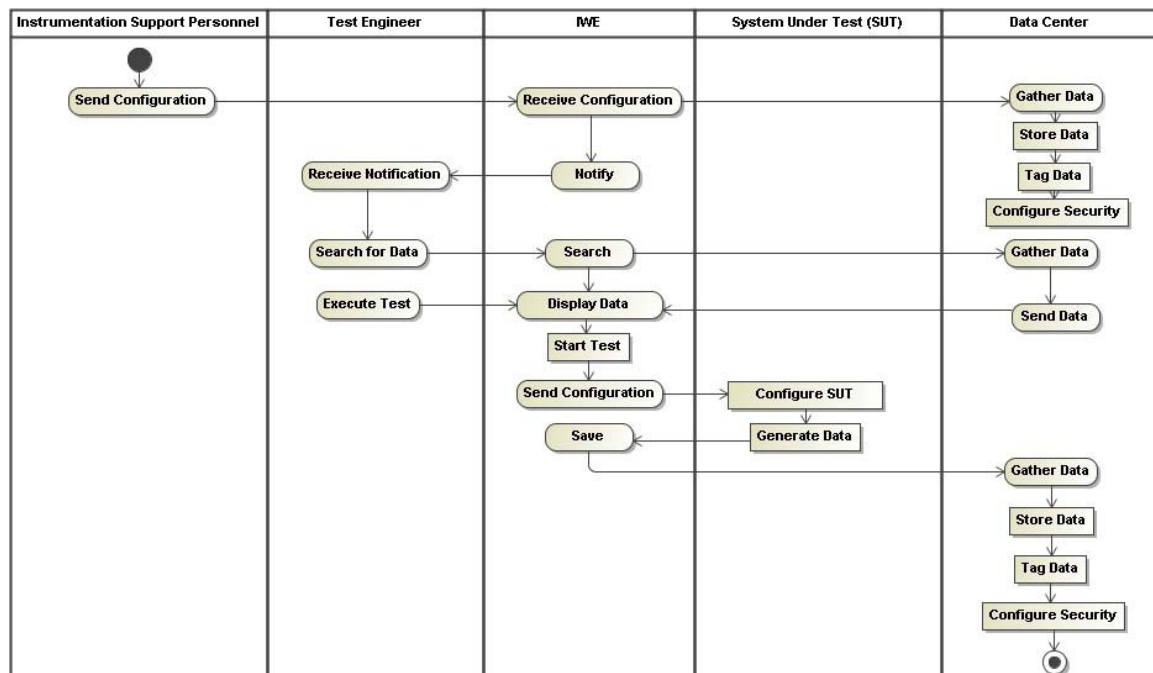 Instrumentation Support Personnel
Test Engineer
IWE
System Under Test (SUT)
Data Center
Send Configuration
Receive Configuration
Gather Data
Store Data
Receive Notification
Notify
Tag Data
Configure Security
Search for Data
Search
Gather Data
Execute Test
Display Data
Send Data
Start Test
Send Configuration
Configure SUT
Save
Generate Data
Gather Data
Store Data
Tag Data
Configure Security